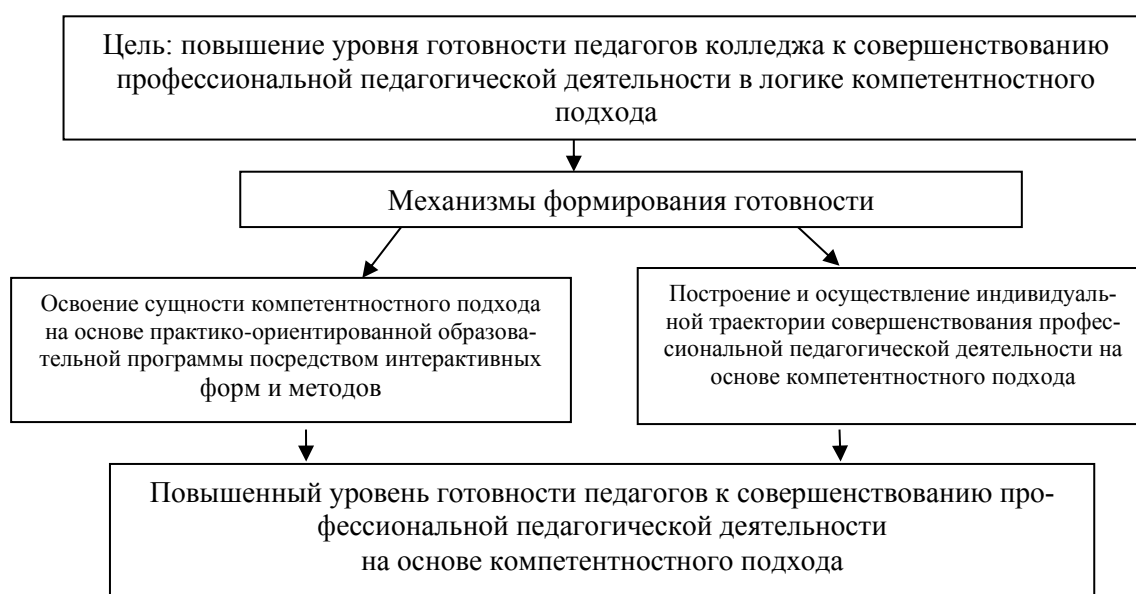 Цель: повышение уровня готовности педагогов колледжа к совершенствованию
профессиональной педагогической деятельности в логике компетентностного
подхода
Механизмы формирования готовности
Освоение сущности компетентностного подхода
на основе практико-ориентированной образова-
тельной программы посредством интерактивных
форм и методов
Построение и осуществление индивидуаль-
ной траектории совершенствования профес-
сиональной педагогической деятельности на
основе компетентностного подхода
Повышенный уровень готовности педагогов к совершенствованию про-
фессиональной педагогической деятельности
на основе компетентностного подхода